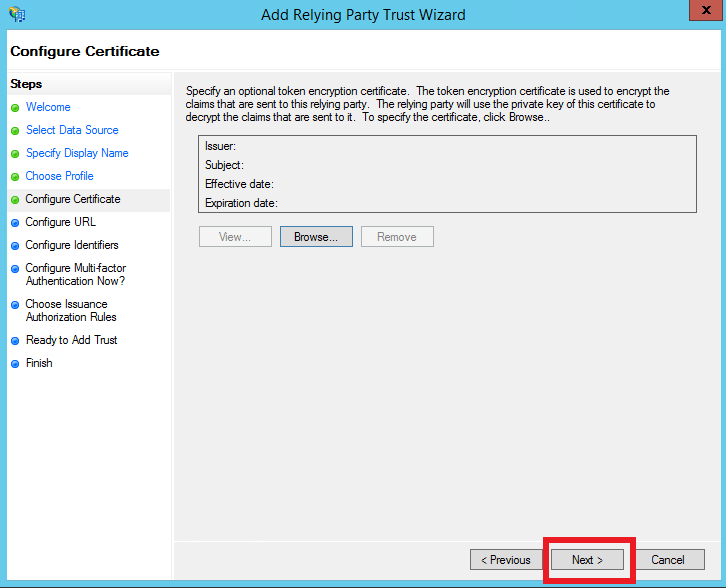 Add Relying Party Trust Wizard
x
Configure Certificate
Steps
Welcome
Select Data Source
Specify Display Name
Choose Profile
Configure Certificate
Configure URL
Configure Identifiers
Configure Multi-factor
Authentication Now?
Choose Issuance
Authorization Rules
Ready to Add Trust
Finish
Specify an optional token encryption certificate.  The token encryption certificate is used to encrypt the
claims that are sent to this relying party.  The relying party will use the private key of this certificate to
decrypt the claims that are sent to it.  To specify the certificate, click Browse..
Issuer:
Subject:
Effective date:
Expiration date:
View...
Browse...
Remove
< Previous
Next >
Cancel